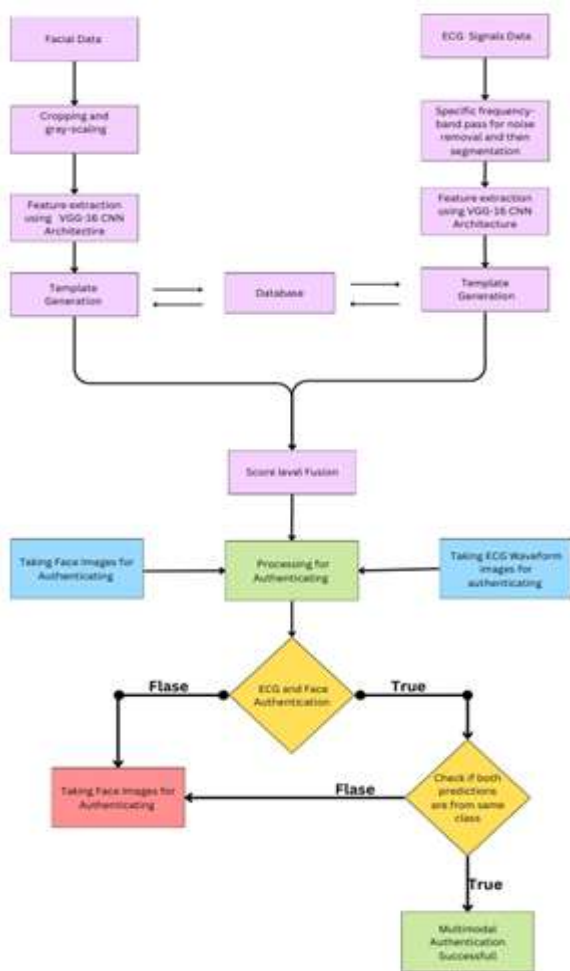 Facial Data
ECG Signals Data
Cropping and
grey-scaling
Specific frequency-
band pass for noise
removal and then
segmentation
Feature extraction
using VGG-16 CNN
Architectire
Feature extraction
using VGG-16 CNN
Architecture
Template
Generation
Database
Template
Generation
Score level Fusion
Taking Face Images for
Authenticating
Processing for
Authenticating
Taking ECG Waveform
images for
authenticating
Flase
ECG and Face
Authentication
True
Taking Face Images for
Authenticating
Flase
Check if both
predictions
are from same
class
True
Multimodal
Authentication
Successfull